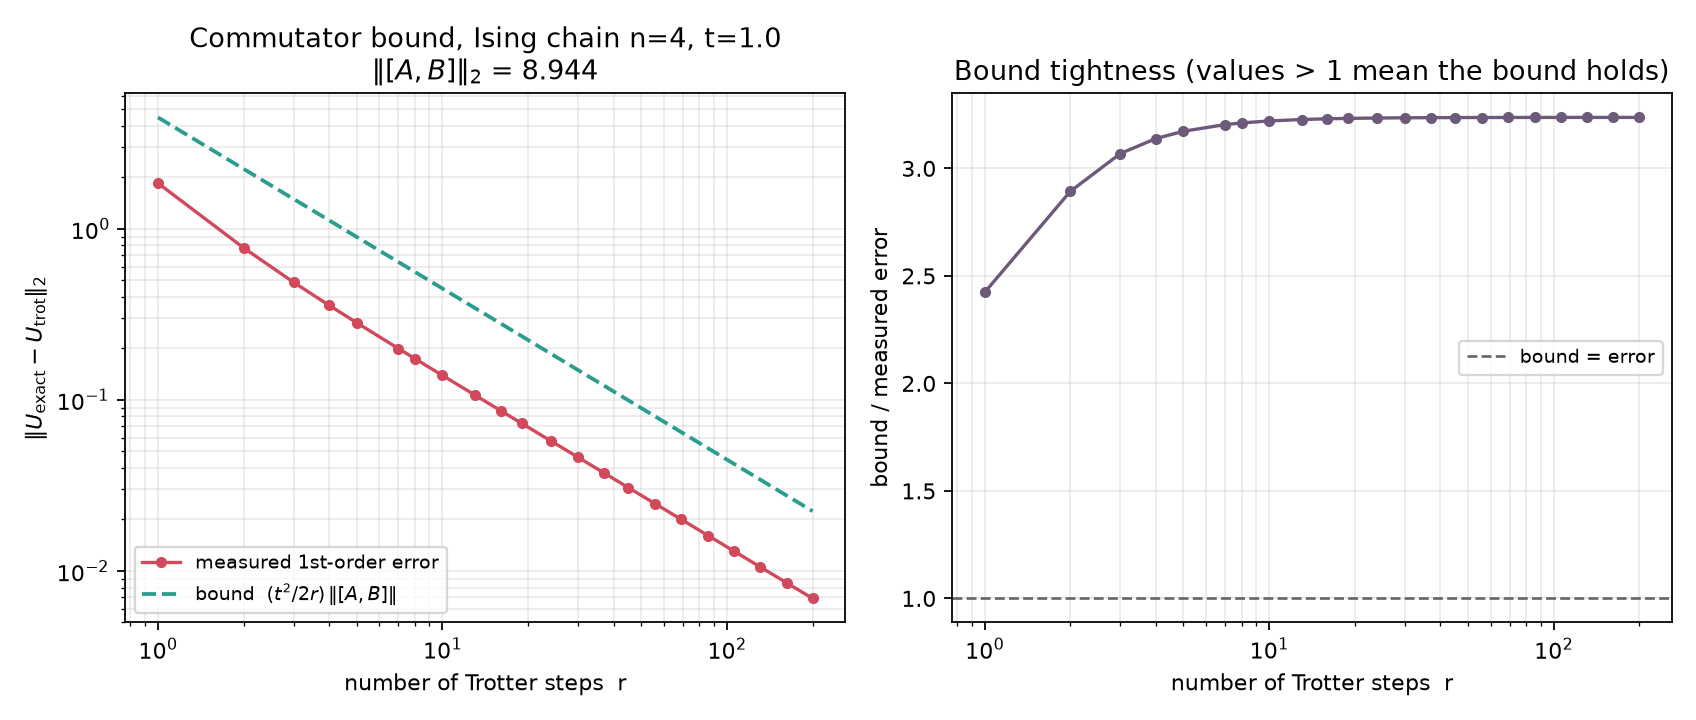 Commutator bound, Ising chain n=4, t=1.0
‖[A, B]‖₂ = 8.944
‖U_exact − U_trot‖₂
10⁰
10⁻¹
10⁻²
measured 1st-order error
bound (t²/2r) ‖[A, B]‖
10⁰
10¹
10²
number of Trotter steps r
Bound tightness (values > 1 mean the bound holds)
bound / measured error
3.0
2.5
2.0
1.5
1.0
bound = error
10⁰
10¹
10²
number of Trotter steps r